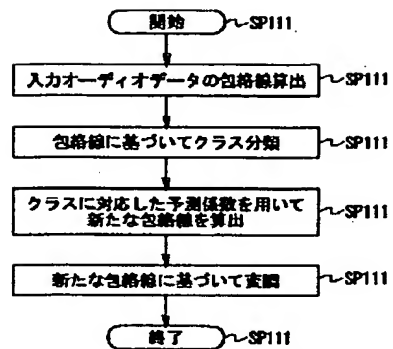 開始 SP111
入力オーディオデータの包絡線算出 SP111
包絡線に基づいてクラス分類 SP111
クラスに対応した予測係数を用いて
新たな包絡線を算出 SP111
新たな包絡線に基づいて変調 SP111
終了 SP111